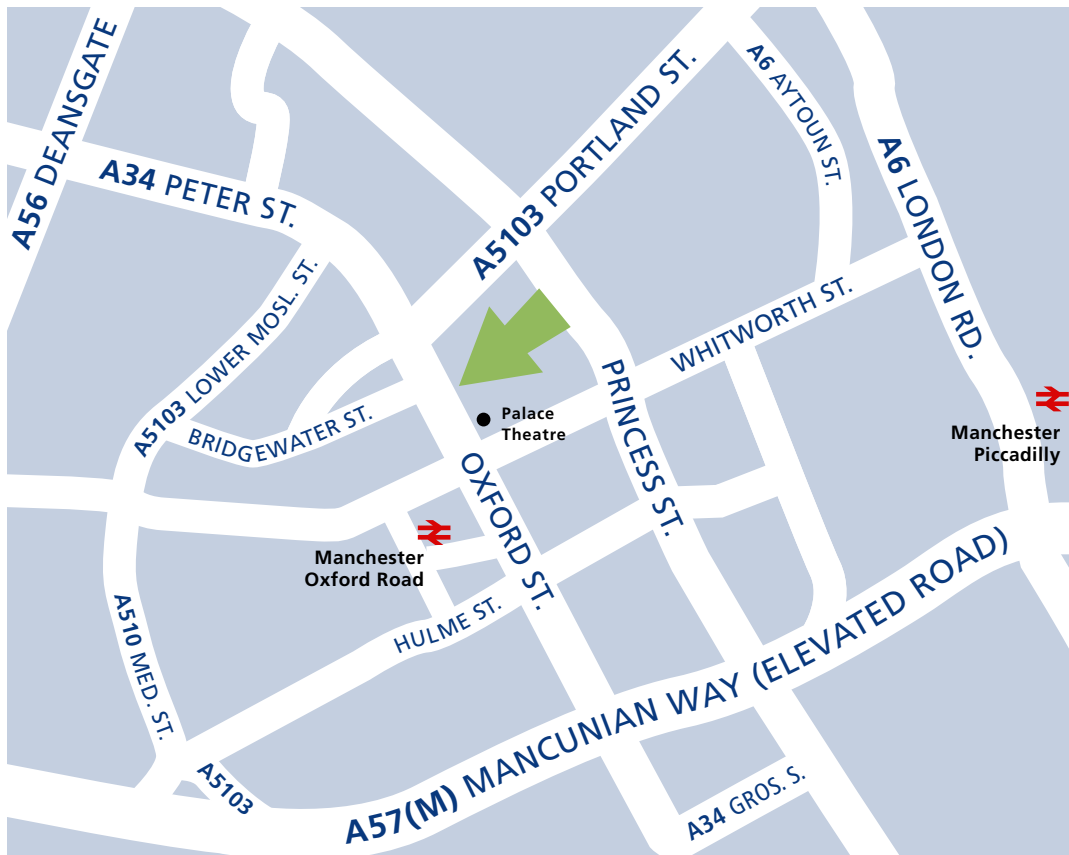 A56 DEANSGATE
A34 PETER ST.
A5103 PORTLAND ST.
A6 AYTOUN ST.
A6 LONDON RD.
A5103 LOWER MOSL. ST.
BRIDGEWATER ST.
WHITWORTH ST.
PRINCESS ST.
Palace
Theatre
Manchester
Piccadilly
OXFORD ST.
Manchester
Oxford Road
HULME ST.
A510 MED. ST.
A5103
A57(M) MANCUNIAN WAY (ELEVATED ROAD)
A34 GROS. S.